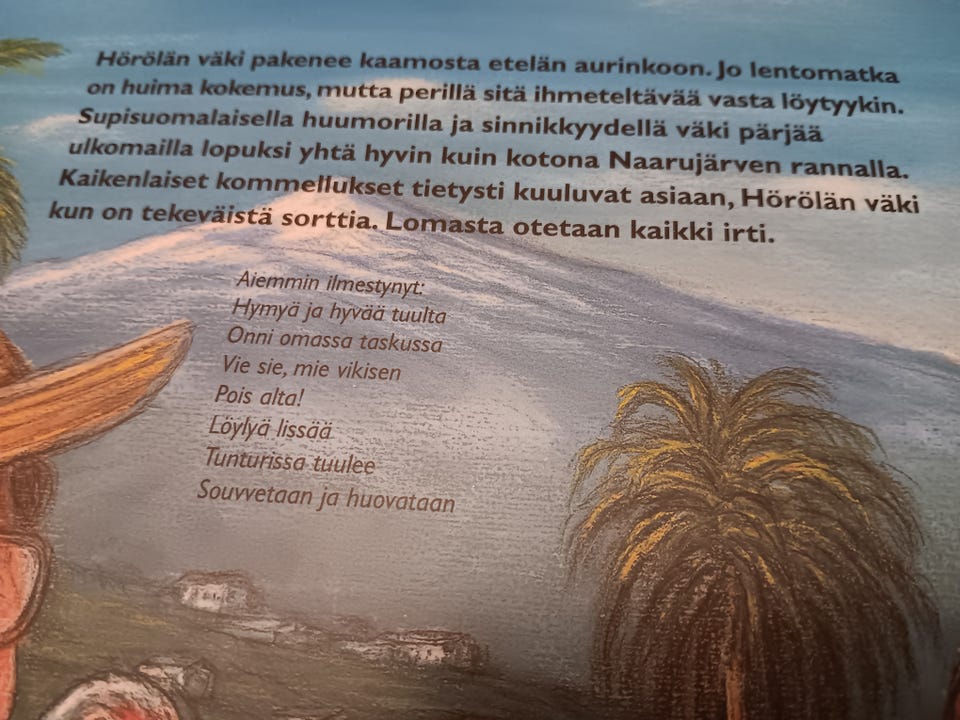 Hörölän väki pakenee kaamosta etelän aurinkoon. Jo lentomatka
on huima kokemus, mutta perillä sitä ihmeteltävää vasta löytyykin.
Supisuomalaisella huumorilla ja sinnikkyydellä väki pärjää
ulkomailla lopuksi yhtä hyvin kuin kotona Naarujärven rannalla.
Kaikenlaiset kommellukset tietysti kuuluvat asiaan, Hörölän väki
kun on tekeväistä sorttia. Lomasta otetaan kaikki irti.
Aiemmin ilmestynyt:
Hymyä ja hyvää tuulta
Onni omassa taskussa
Vie sie, mie vikisen
Pois alta!
Löylyä lissää
Tunturissa tuulee
Souvvetaan ja huovataan